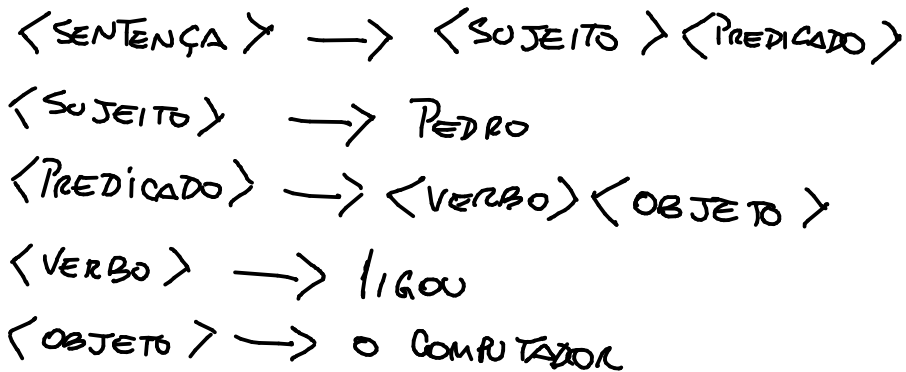 <SENTENÇA> → <SUJEITO><PREDICADO>
<SUJEITO> → PEDRO
<PREDICADO> → <VERBO><OBJETO>
<VERBO> → lIGOU
<OBJETO> → O COMPUTADOR